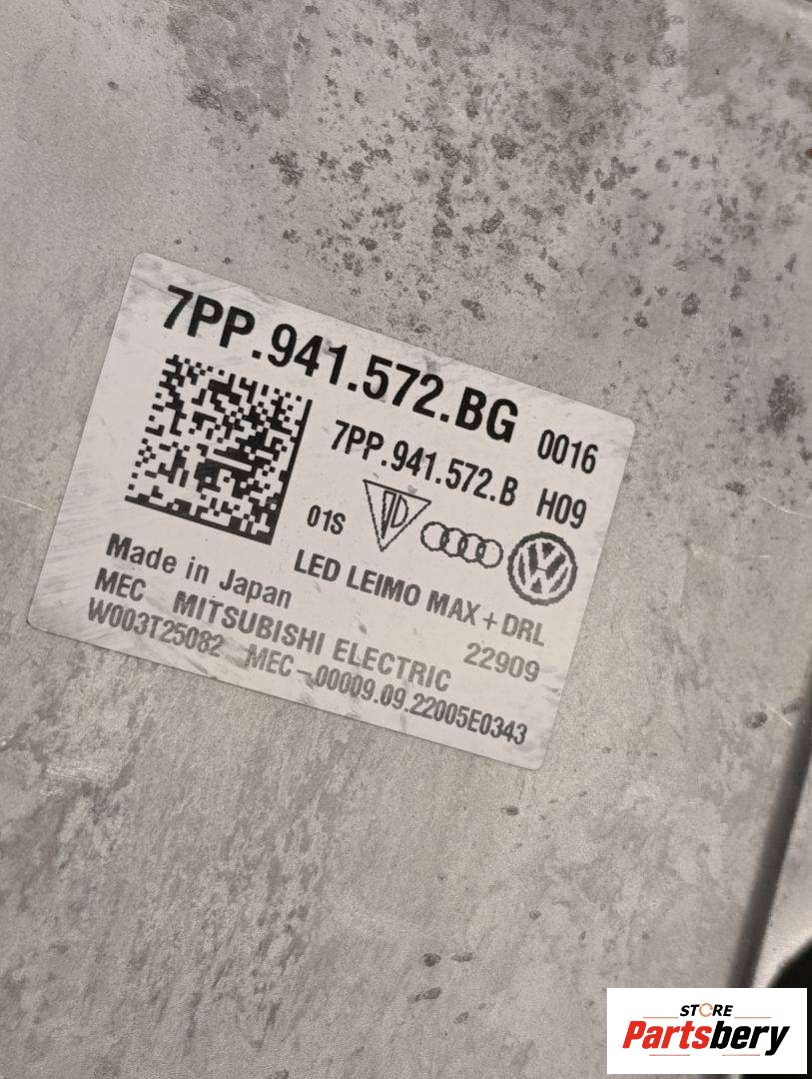 7PP.941.572.BG 0016
7PP.941.572.B H09
01S
LED LEIMO MAX + DRL
Made in Japan 22909
MEC MITSUBISHI ELECTRIC
W003T25082 MEC-00009.09.22005E0343
STORE
Partsbery